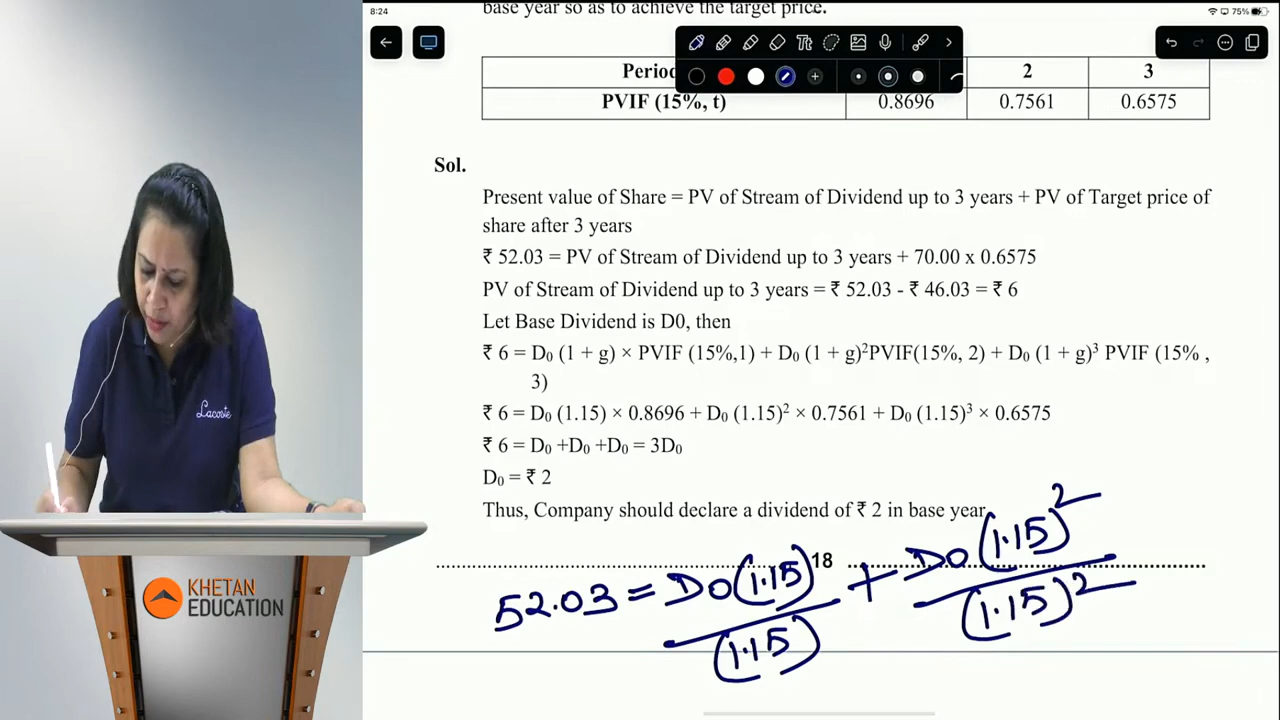 8:24
75%
base year so as to achieve the target price.
2 3
PVIF (15%, t) 0.8696 0.7561 0.6575
Sol.
Present value of Share = PV of Stream of Dividend up to 3 years + PV of Target price of
share after 3 years
₹ 52.03 = PV of Stream of Dividend up to 3 years + 70.00 x 0.6575
PV of Stream of Dividend up to 3 years = ₹ 52.03 - ₹ 46.03 = ₹ 6
Let Base Dividend is D0, then
₹ 6 = D₀ (1 + g) × PVIF (15%,1) + D₀ (1 + g)²PVIF(15%, 2) + D₀ (1 + g)³ PVIF (15% ,
3)
₹ 6 = D₀ (1.15) × 0.8696 + D₀ (1.15)² × 0.7561 + D₀ (1.15)³ × 0.6575
₹ 6 = D₀ +D₀ +D₀ = 3D₀
D₀ = ₹ 2
Thus, Company should declare a dividend of ₹ 2 in base year
18
52.03 = D0(1.15) + D0(1.15)²
(1.15) (1.15)²
Lacoste
KHETAN
EDUCATION